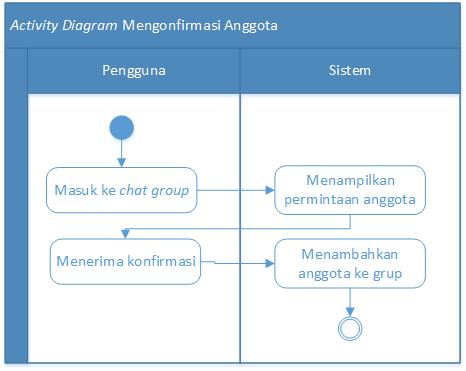 Activity Diagram Mengonfirmasi Anggota
Pengguna
Sistem
Masuk ke chat group
Menampilkan
permintaan anggota
Menerima konfirmasi
Menambahkan
anggota ke grup